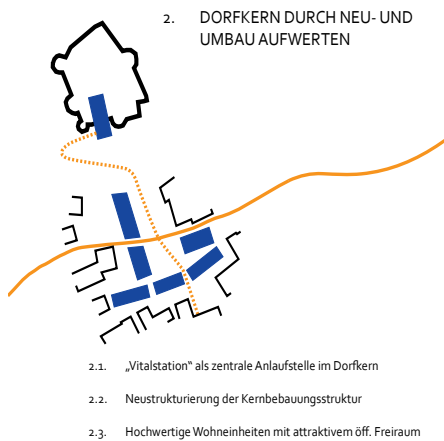 2. DORFKERN DURCH NEU- UND
UMBAU AUFWERTEN
2.1. „Vitalstation" als zentrale Anlaufstelle im Dorfkern
2.2. Neustrukturierung der Kernbebauungsstruktur
2.3. Hochwertige Wohneinheiten mit attraktivem öff. Freiraum